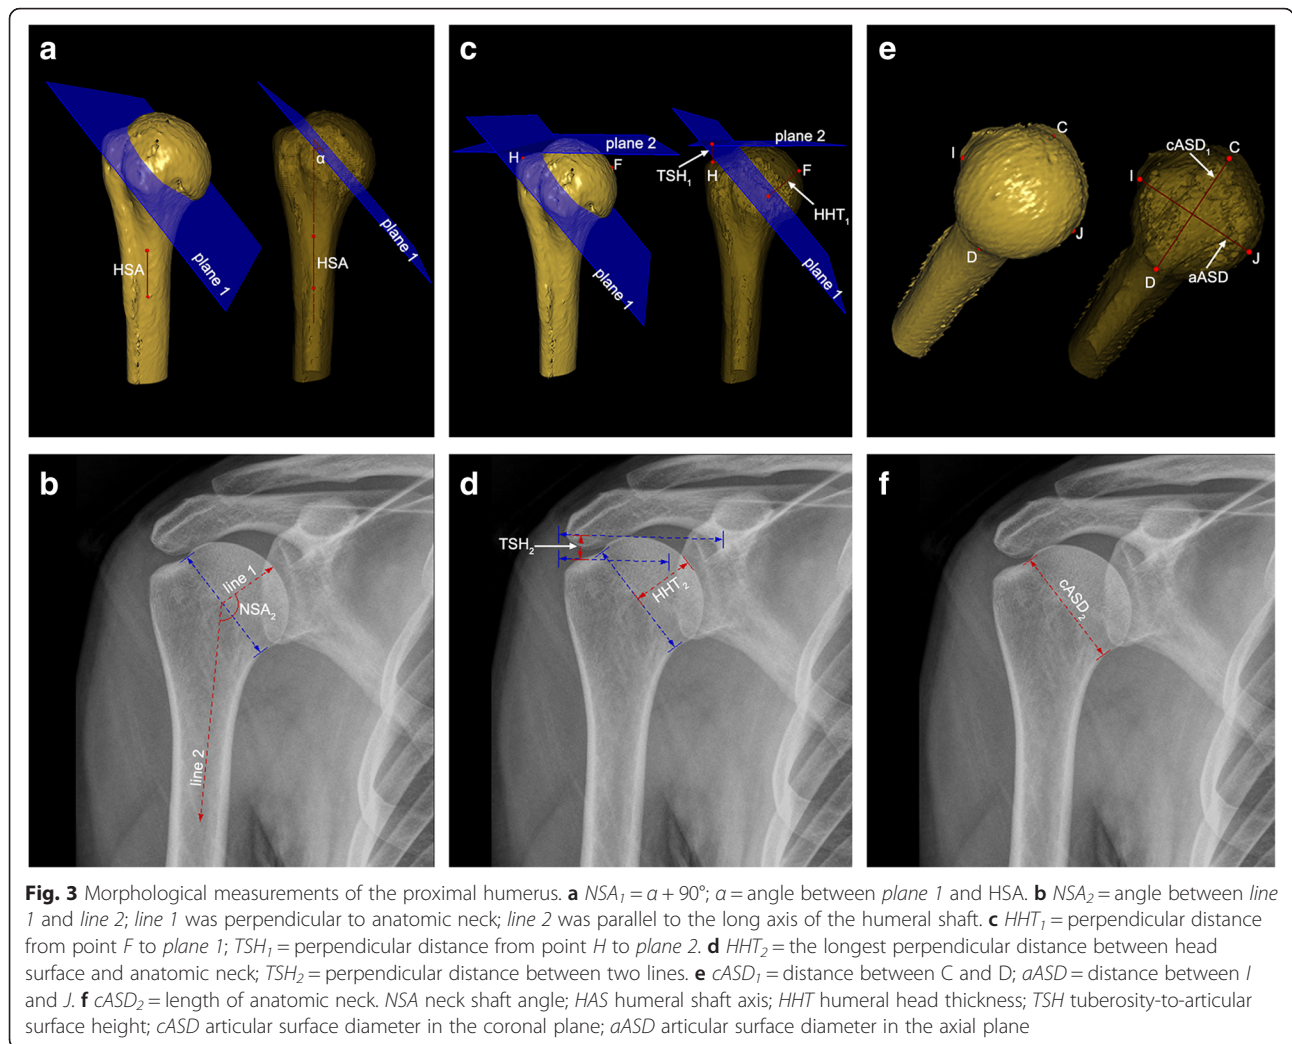 a
α
HSA
HSA
plane 1
plane 1
c
plane 2
plane 2
H
F
TSH1
H
F
HHT1
plane 1
plane 1
e
C
I
J
D
cASD1
C
I
J
D
aASD
b
line 1
NSA2
line 2
d
TSH2
HHT2
f
cASD2
Fig. 3 Morphological measurements of the proximal humerus. a NSA1 = α + 90°; α = angle between plane 1 and HSA. b NSA2 = angle between line
1 and line 2; line 1 was perpendicular to anatomic neck; line 2 was parallel to the long axis of the humeral shaft. c HHT1 = perpendicular distance
from point F to plane 1; TSH1 = perpendicular distance from point H to plane 2. d HHT2 = the longest perpendicular distance between head
surface and anatomic neck; TSH2 = perpendicular distance between two lines. e cASD1 = distance between C and D; aASD = distance between I
and J. f cASD2 = length of anatomic neck. NSA neck shaft angle; HAS humeral shaft axis; HHT humeral head thickness; TSH tuberosity-to-articular
surface height; cASD articular surface diameter in the coronal plane; aASD articular surface diameter in the axial plane